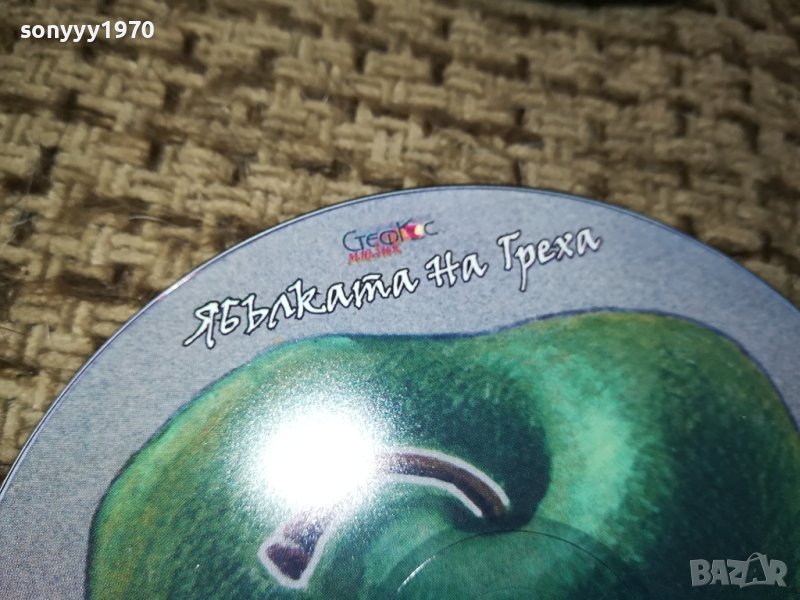 sonyyy1970
СтефКос
МЮЗИК
Ябълката на Греха
BAZAR